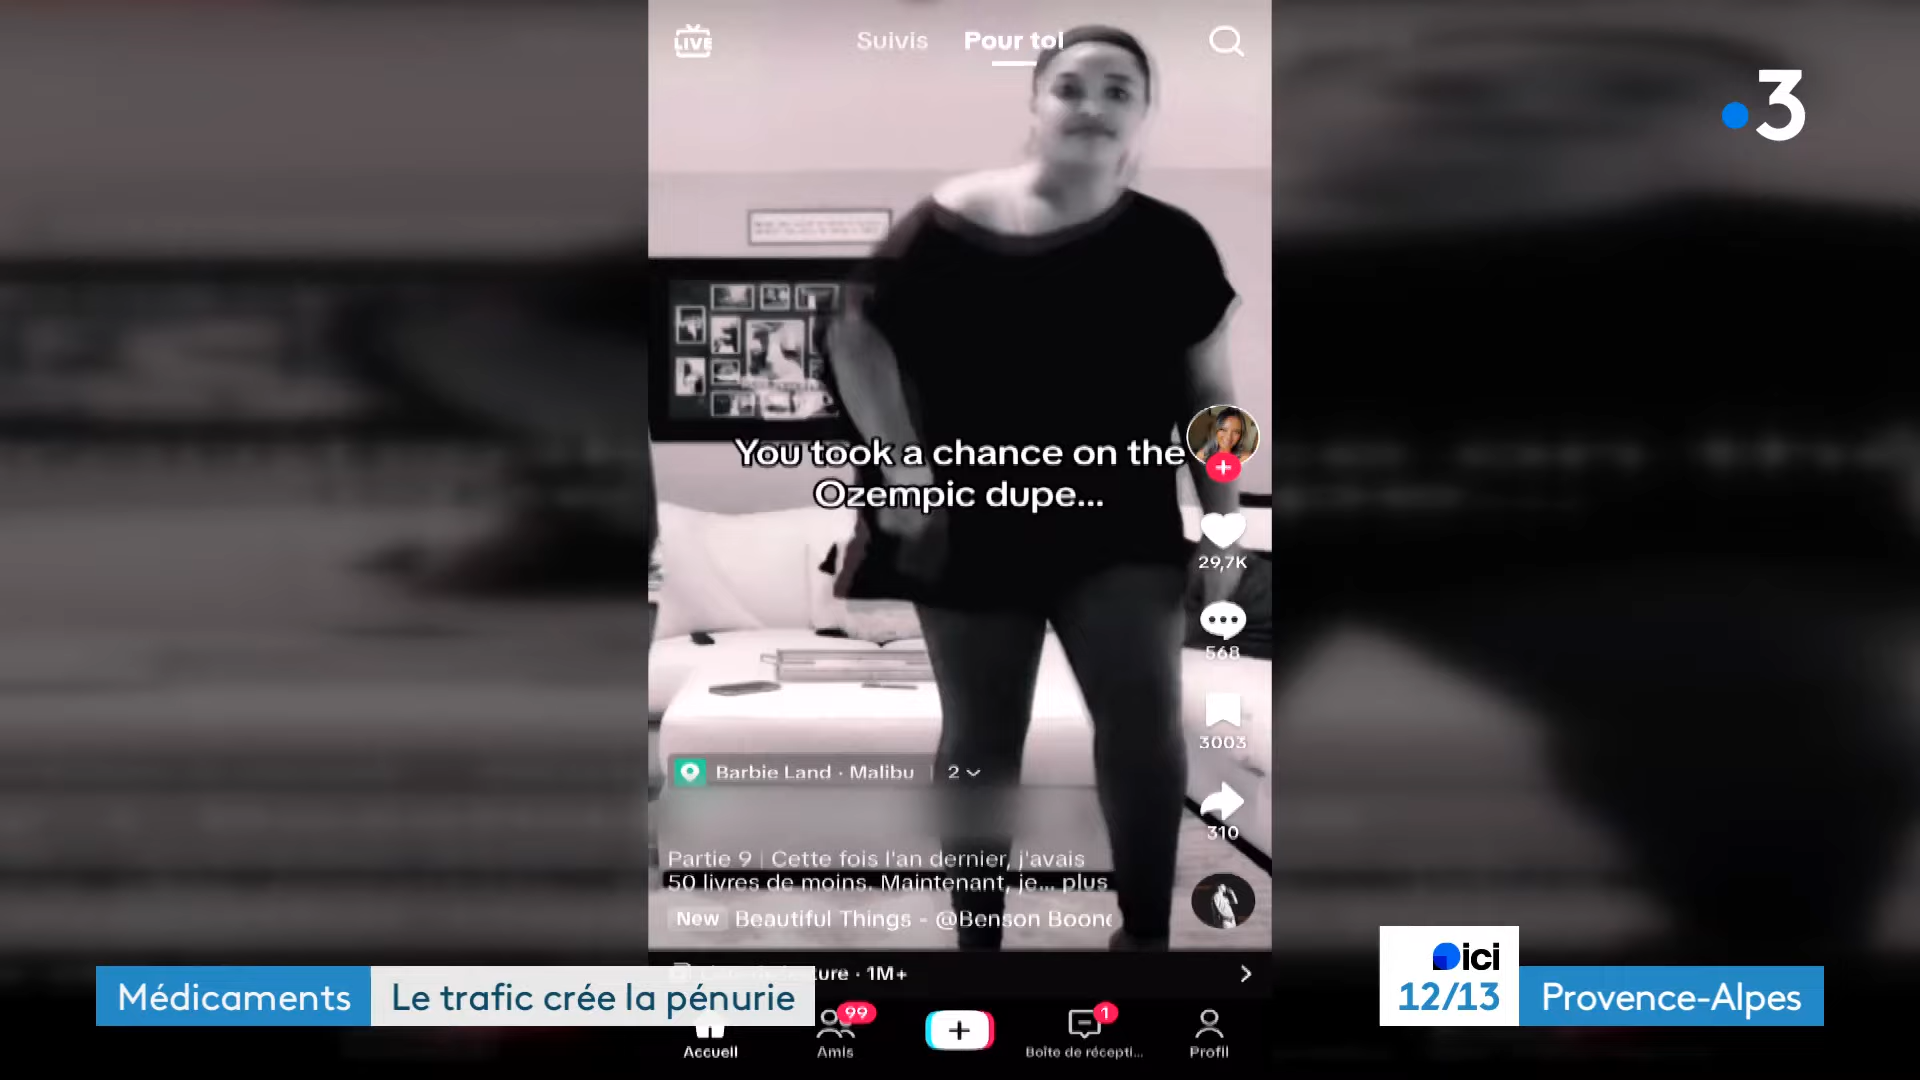 LIVE
Suivis
Pour toi
3
You took a chance on the
Ozempic dupe...
29,7K
568
3003
310
Barbie Land · Malibu | 2
Partie 9 | Cette fois l'an dernier, j'avais
50 livres de moins. Maintenant, je... plus
New Beautiful Things - @Benson Boone
1M+
Médicaments
Le trafic crée la pénurie
ici
12/13
Provence-Alpes
99
1
Accueil
Amis
Boîte de récepti...
Profil